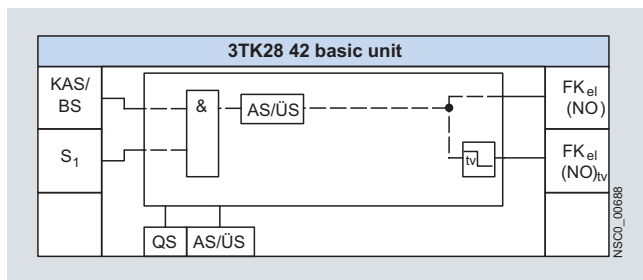 3TK28 42 basic unit
KAS/
BS
S1
&
AS/ÜS
tv
FKel
(NO)
FKel
(NO)tv
QS
AS/ÜS
NSC0_00688